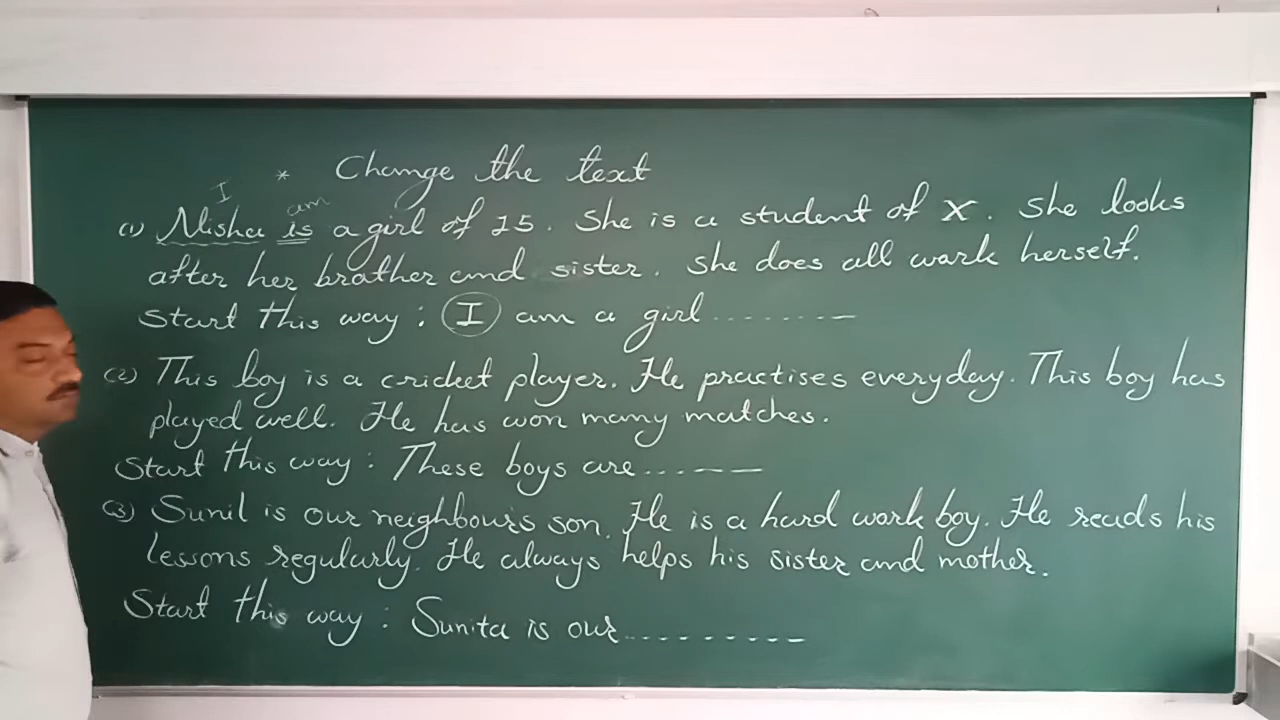 * Change the text
I am
(1) Nisha is a girl of 15. She is a student of X. She looks
after her brother and sister. She does all work herself.
Start this way : I am a girl ........——
(2) This boy is a cricket player. He practises everyday. This boy has
played well. He has won many matches.
Start this way : These boys are....———
(3) Sunil is our neighbour's son. He is a hard work boy. He reads his
lessons regularly. He always helps his sister and mother.
Start this way : Sunita is our.........